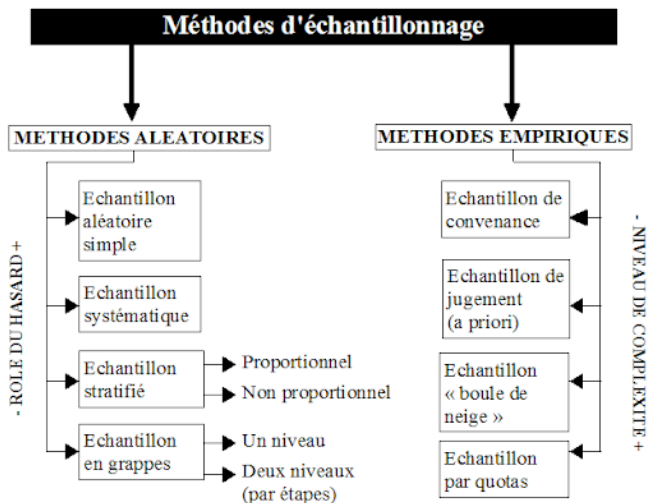 Méthodes d'échantillonnage
METHODES ALEATOIRES
- ROLE DU HASARD +
Echantillon
aléatoire
simple
Echantillon
systématique
Echantillon
stratifié
Proportionnel
Non proportionnel
Echantillon
en grappes
Un niveau
Deux niveaux
(par étapes)
METHODES EMPIRIQUES
Echantillon de
convenance
Echantillon de
jugement
(a priori)
Echantillon
« boule de
neige »
Echantillon
par quotas
- NIVEAU DE COMPLEXITE +